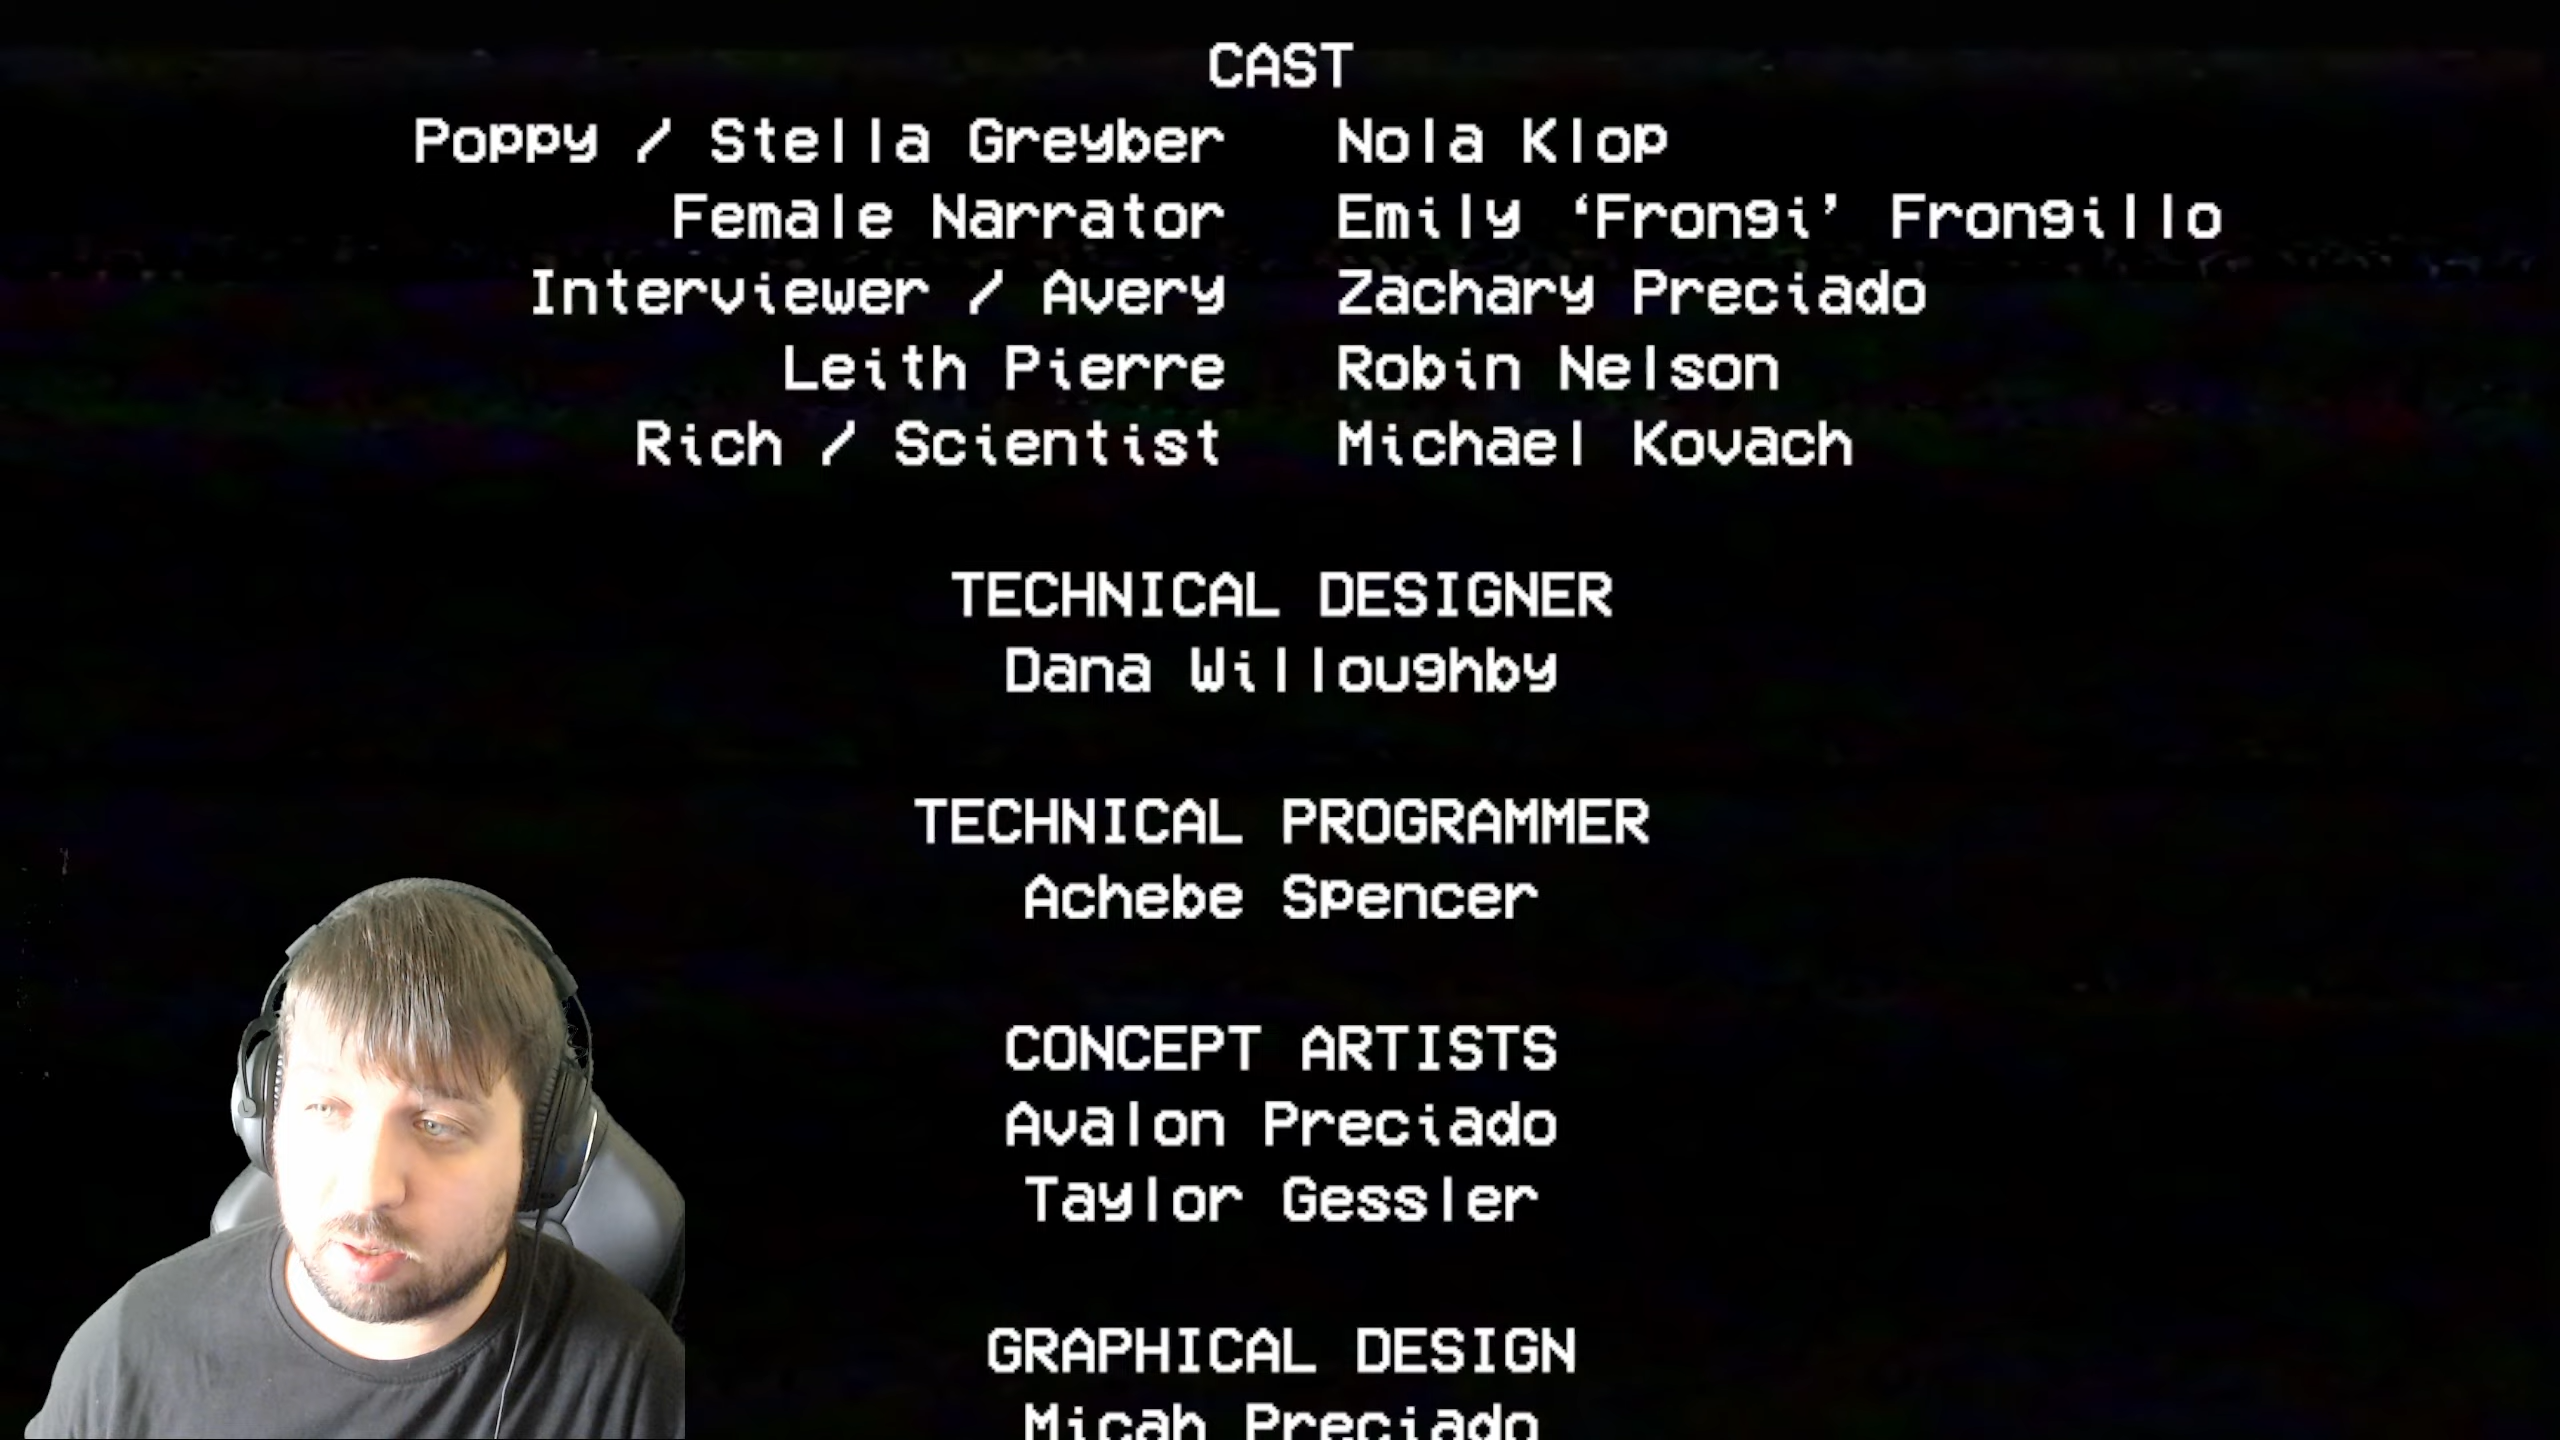 CAST
Poppy / Stella Greyber Nola Klop
Female Narrator Emily ‘Frongi’ Frongillo
Interviewer / Avery Zachary Preciado
Leith Pierre Robin Nelson
Rich / Scientist Michael Kovach
TECHNICAL DESIGNER
Dana Willoughby
TECHNICAL PROGRAMMER
Achebe Spencer
CONCEPT ARTISTS
Avalon Preciado
Taylor Gessler
GRAPHICAL DESIGN
Micah Preciado